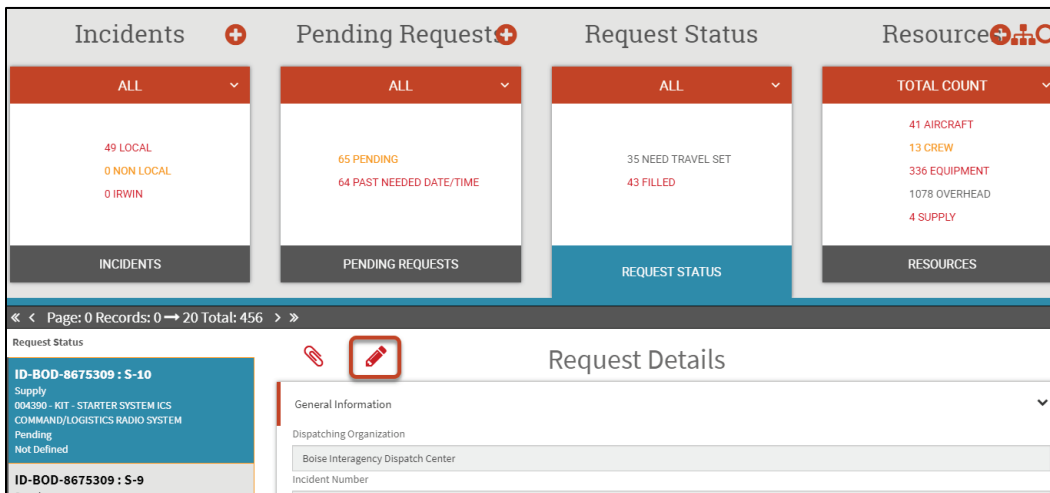 Incidents
Pending Requests
Request Status
Resource
ALL
ALL
ALL
TOTAL COUNT
49 LOCAL
0 NON LOCAL
0 IRWIN
65 PENDING
64 PAST NEEDED DATE/TIME
35 NEED TRAVEL SET
43 FILLED
41 AIRCRAFT
13 CREW
336 EQUIPMENT
1078 OVERHEAD
4 SUPPLY
INCIDENTS
PENDING REQUESTS
REQUEST STATUS
RESOURCES
« < Page: 0 Records: 0 → 20 Total: 456 > »
Request Status
ID-BOD-8675309 : S-10
Supply
004390 - KIT - STARTER SYSTEM ICS
COMMAND/LOGISTICS RADIO SYSTEM
Pending
Not Defined
ID-BOD-8675309 : S-9
Request Details
General Information
Dispatching Organization
Boise Interagency Dispatch Center
Incident Number